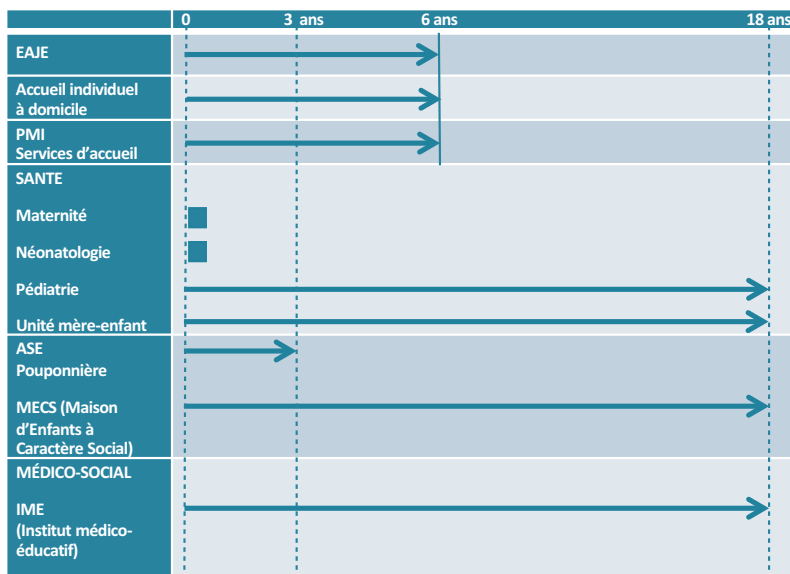 0 3 ans 6 ans 18 ans
EAJE
Accueil individuel
à domicile
PMI
Services d’accueil
SANTE
Maternité
Néonatologie
Pédiatrie
Unité mère-enfant
ASE
Pouponnière
MECS (Maison
d’Enfants à
Caractère Social)
MÉDICO-SOCIAL
IME
(Institut médico-
éducatif)